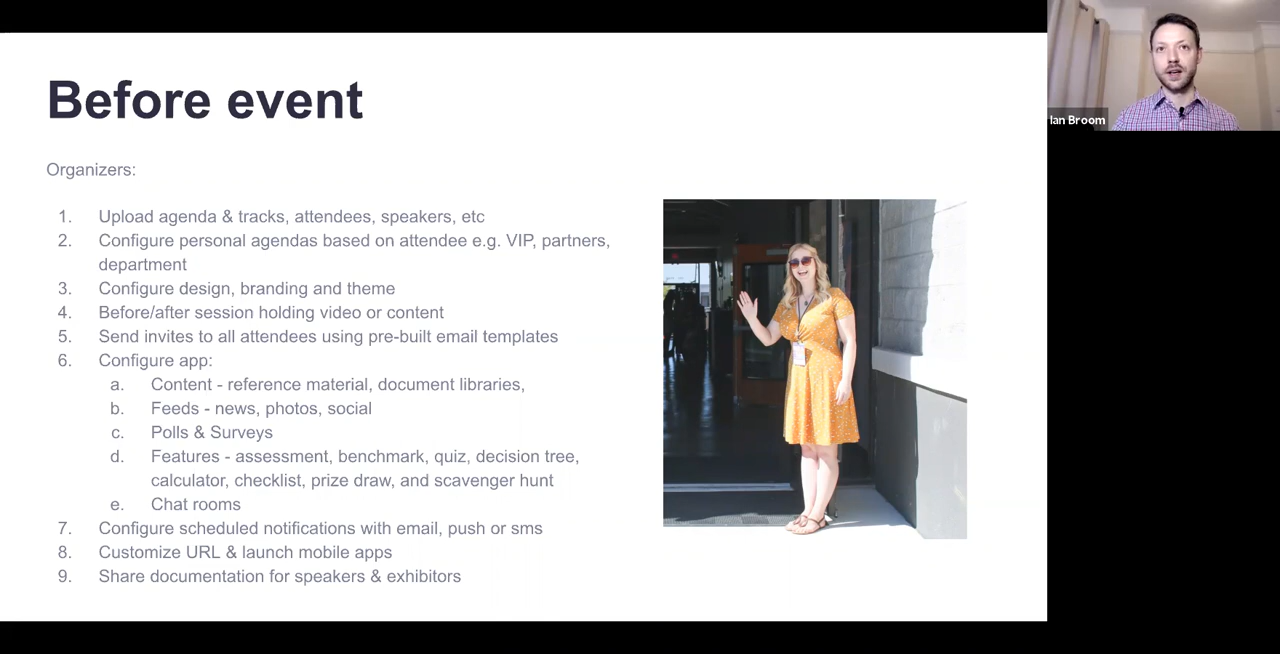 Before event
Organizers:
1. Upload agenda & tracks, attendees, speakers, etc
2. Configure personal agendas based on attendee e.g. VIP, partners,
department
3. Configure design, branding and theme
4. Before/after session holding video or content
5. Send invites to all attendees using pre-built email templates
6. Configure app:
a. Content - reference material, document libraries,
b. Feeds - news, photos, social
c. Polls & Surveys
d. Features - assessment, benchmark, quiz, decision tree,
calculator, checklist, prize draw, and scavenger hunt
e. Chat rooms
7. Configure scheduled notifications with email, push or sms
8. Customize URL & launch mobile apps
9. Share documentation for speakers & exhibitors
Ian Broom